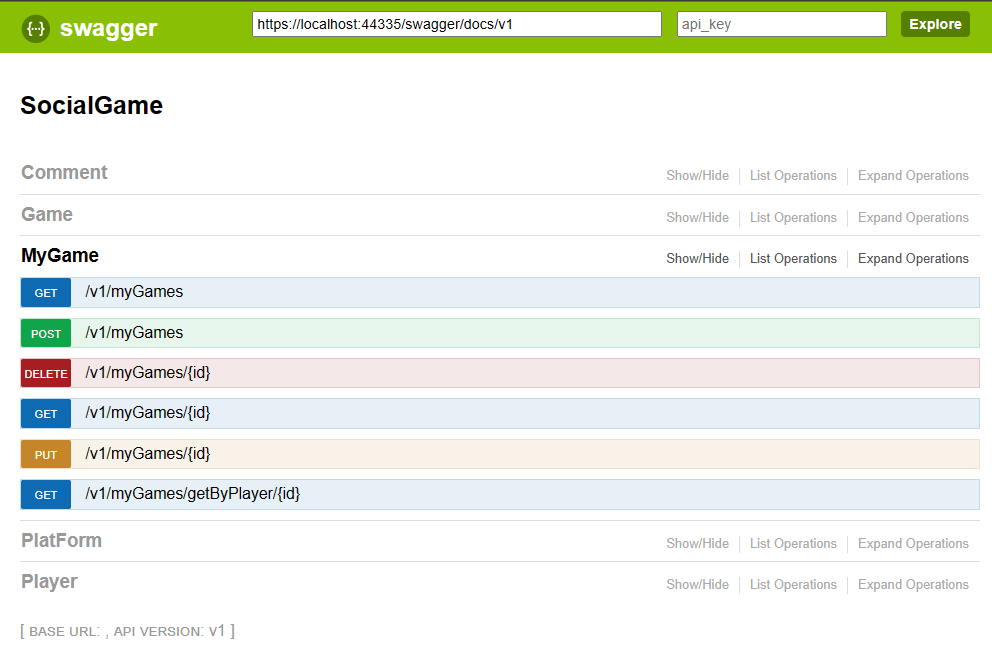 {··} swagger https://localhost:44335/swagger/docs/v1 api_key Explore
SocialGame
Comment Show/Hide List Operations Expand Operations
Game Show/Hide List Operations Expand Operations
MyGame Show/Hide List Operations Expand Operations
GET /v1/myGames
POST /v1/myGames
DELETE /v1/myGames/{id}
GET /v1/myGames/{id}
PUT /v1/myGames/{id}
GET /v1/myGames/getByPlayer/{id}
PlatForm Show/Hide List Operations Expand Operations
Player Show/Hide List Operations Expand Operations
[ BASE URL: , API VERSION: V1 ]